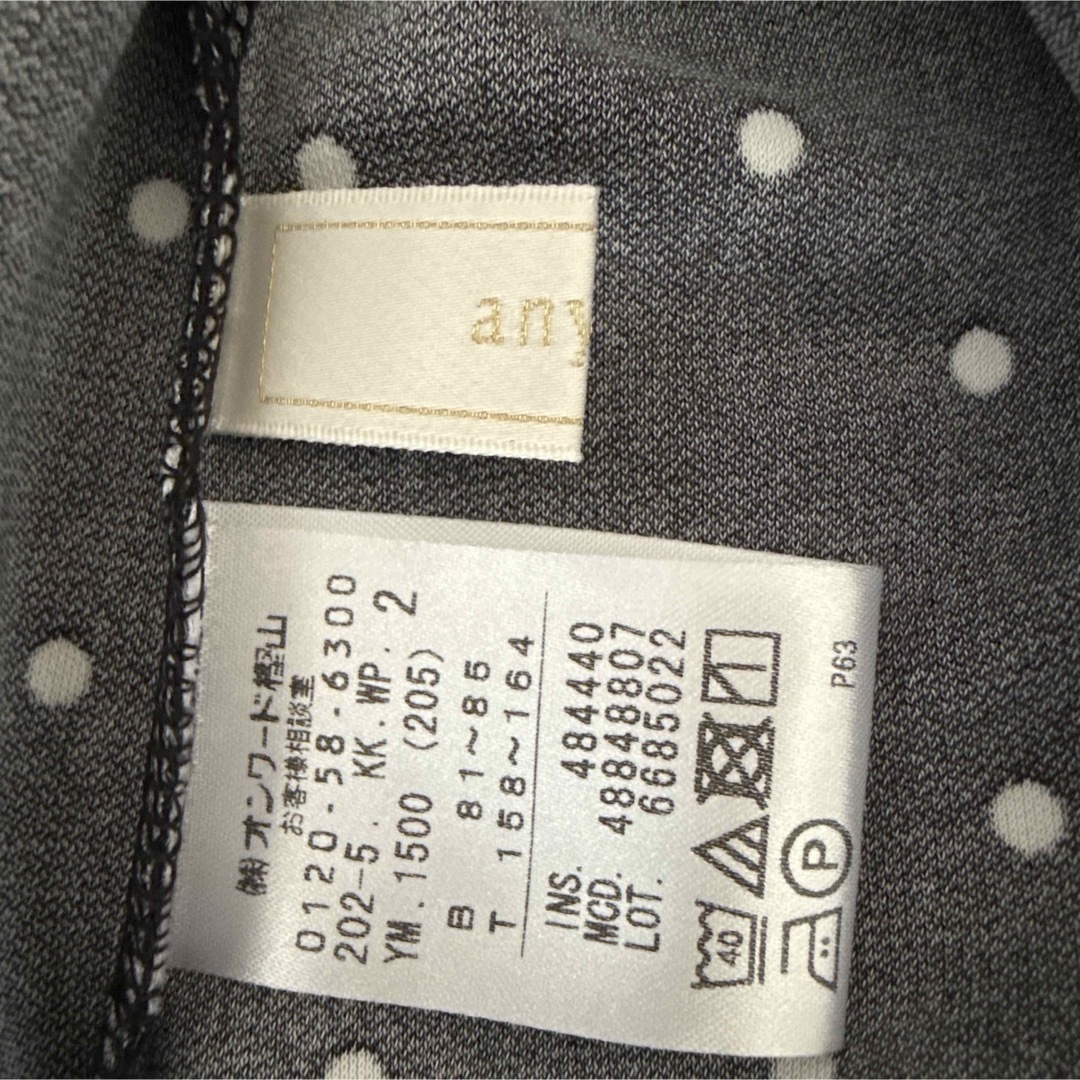 any
(株)オンワード樫山
お客様相談室
0120-58-6300
202-5. KK. WP. 2
YM. 1500 (205)
B 81~85
T 158~164
INS. 484440
MCD. 48848807
LOT. 6685022
40
P
P63